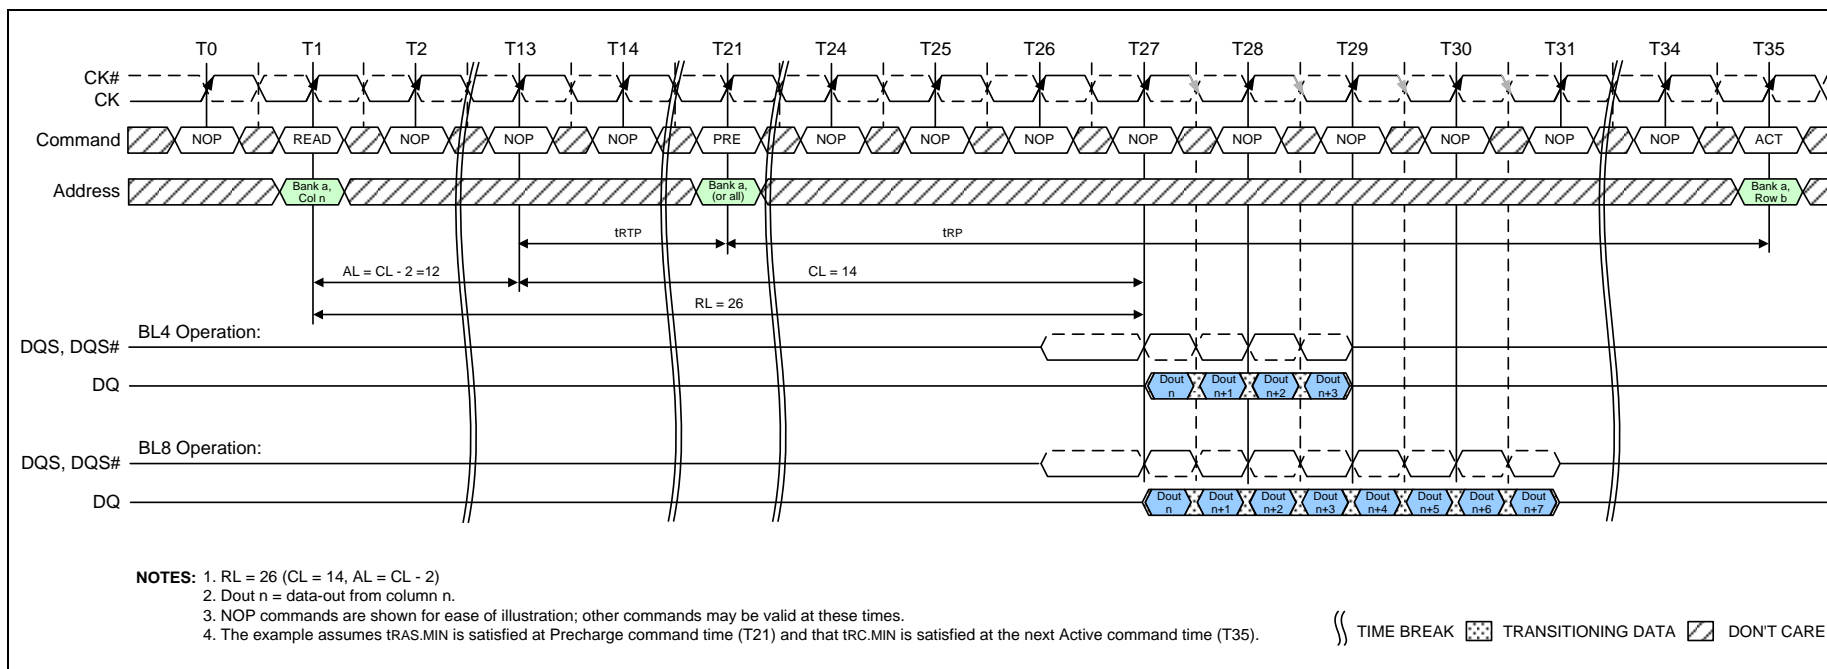 T0 T1 T2 T13 T14 T21 T24 T25 T26 T27 T28 T29 T30 T31 T34 T35
CK#
CK
Command NOP READ NOP NOP NOP PRE NOP NOP NOP NOP NOP NOP NOP NOP NOP ACT
Address Bank a, Col n Bank a, (or all) Bank a, Row b
tRTP tRP
AL = CL - 2 =12 CL = 14
RL = 26
BL4 Operation:
DQS, DQS#
DQ Dout n Dout n+1 Dout n+2 Dout n+3
BL8 Operation:
DQS, DQS#
DQ Dout n Dout n+1 Dout n+2 Dout n+3 Dout n+4 Dout n+5 Dout n+6 Dout n+7
NOTES: 1. RL = 26 (CL = 14, AL = CL - 2)
2. Dout n = data-out from column n.
3. NOP commands are shown for ease of illustration; other commands may be valid at these times.
4. The example assumes tRAS.MIN is satisfied at Precharge command time (T21) and that tRC.MIN is satisfied at the next Active command time (T35).
TIME BREAK TRANSITIONING DATA DON'T CARE